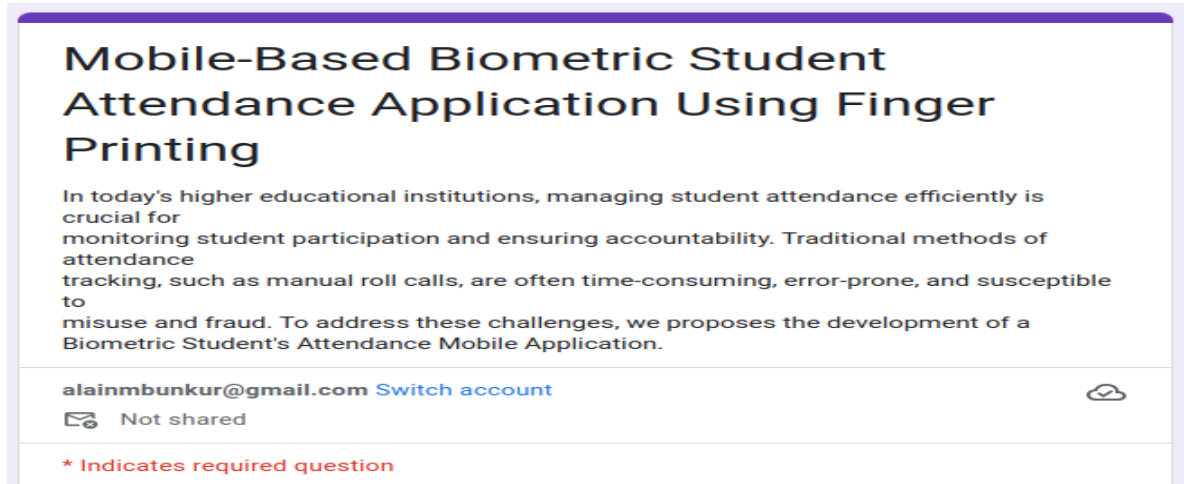 Mobile-Based Biometric Student
Attendance Application Using Finger
Printing
In today's higher educational institutions, managing student attendance efficiently is
crucial for
monitoring student participation and ensuring accountability. Traditional methods of
attendance
tracking, such as manual roll calls, are often time-consuming, error-prone, and susceptible
to
misuse and fraud. To address these challenges, we proposes the development of a
Biometric Student's Attendance Mobile Application.
alainmbunkur@gmail.com Switch account
Not shared
* Indicates required question